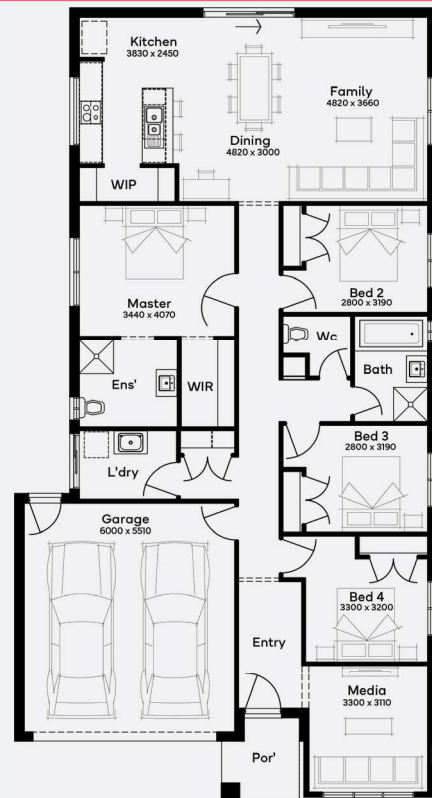 Kitchen
3830 x 2450
Family
4820 x 3660
Dining
4820 x 3000
WIP
Master
3440 x 4070
Bed 2
2800 x 3190
Wc
Bath
Ens'
WIR
L'dry
Bed 3
2800 x 3190
Garage
6000 x 5510
Bed 4
3300 x 3200
Entry
Media
3300 x 3110
Por'